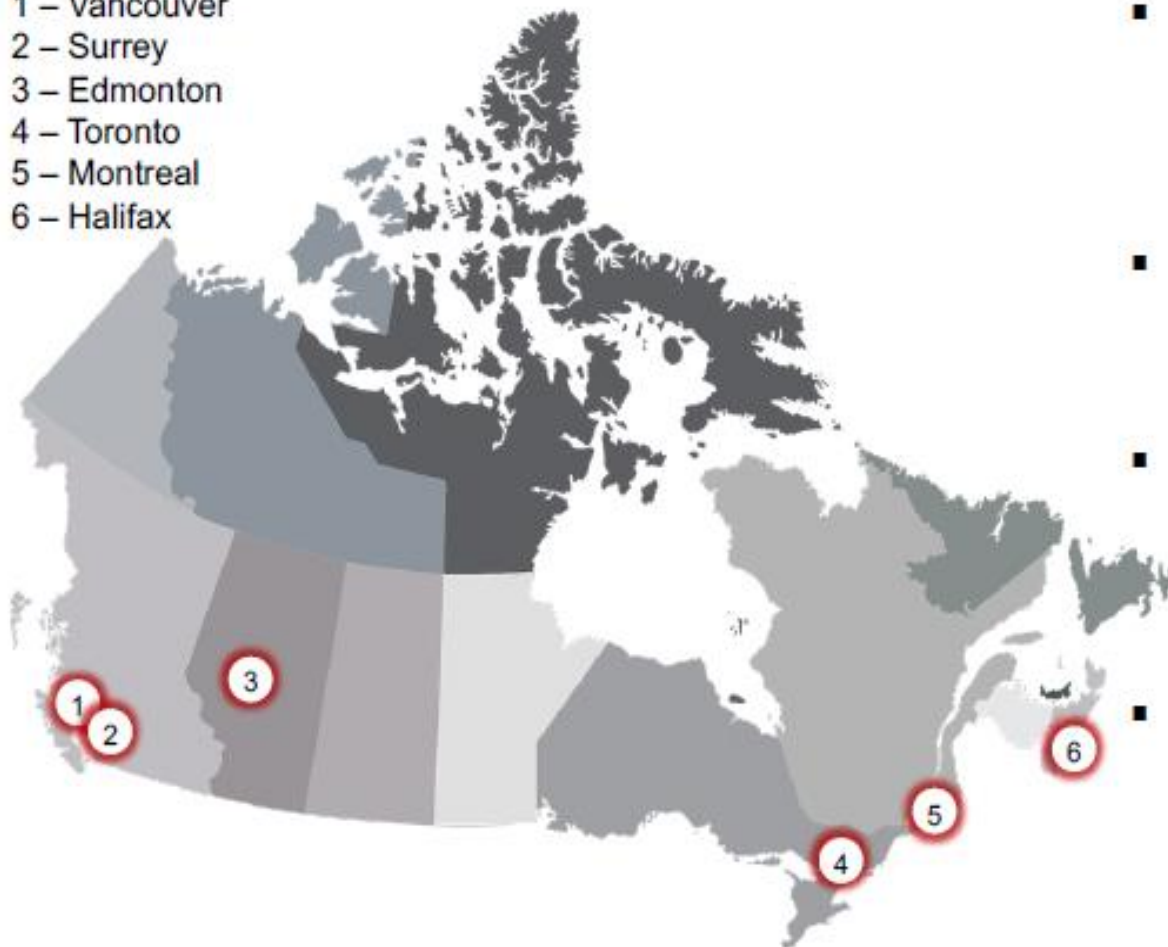 1 – Vancouver
2 – Surrey
3 – Edmonton
4 – Toronto
5 – Montreal
6 – Halifax
1
2
3
4
5
6